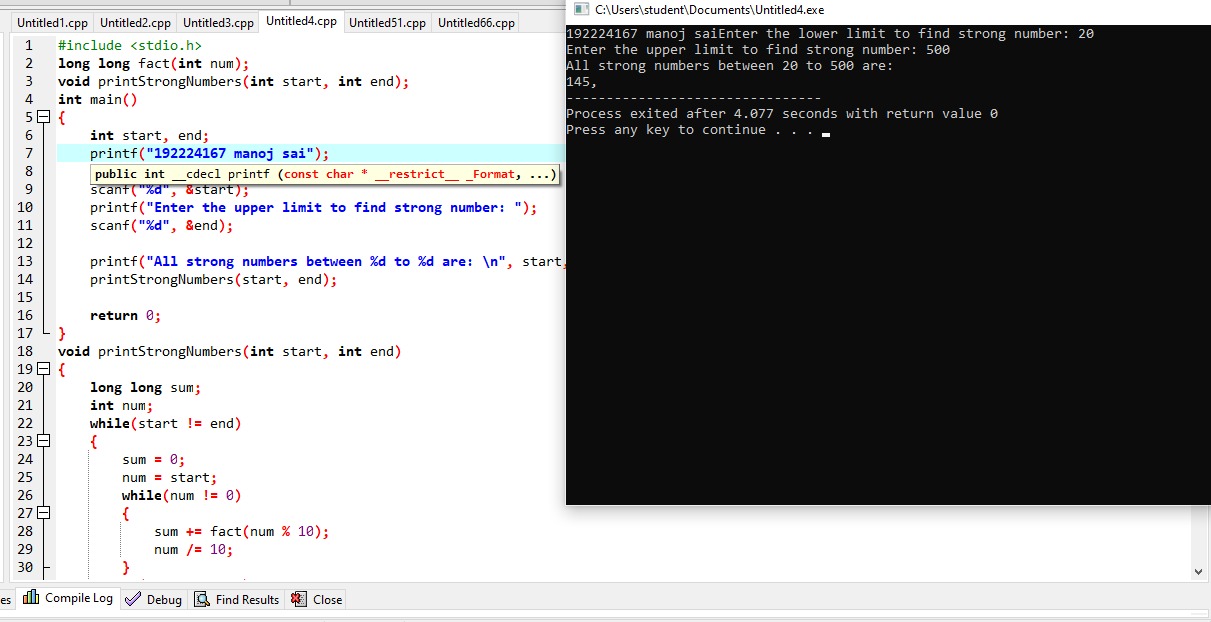 Untitled1.cpp Untitled2.cpp Untitled3.cpp Untitled4.cpp Untitled51.cpp Untitled66.cpp
1 #include <stdio.h>
2 long long fact(int num);
3 void printStrongNumbers(int start, int end);
4 int main()
5 {
6 int start, end;
7 printf("192224167 manoj sai");
8 public int __cdecl printf (const char * __restrict__ _Format, ...)
9 scanf("%d", &start);
10 printf("Enter the upper limit to find strong number: ");
11 scanf("%d", &end);
12
13 printf("All strong numbers between %d to %d are: \n", start,
14 printStrongNumbers(start, end);
15
16 return 0;
17 }
18 void printStrongNumbers(int start, int end)
19 {
20 long long sum;
21 int num;
22 while(start != end)
23 {
24 sum = 0;
25 num = start;
26 while(num != 0)
27 {
28 sum += fact(num % 10);
29 num /= 10;
30 }
C:\Users\student\Documents\Untitled4.exe
192224167 manoj saiEnter the lower limit to find strong number: 20
Enter the upper limit to find strong number: 500
All strong numbers between 20 to 500 are:
145,
--------------------------------
Process exited after 4.077 seconds with return value 0
Press any key to continue . . .
es Compile Log Debug Find Results Close